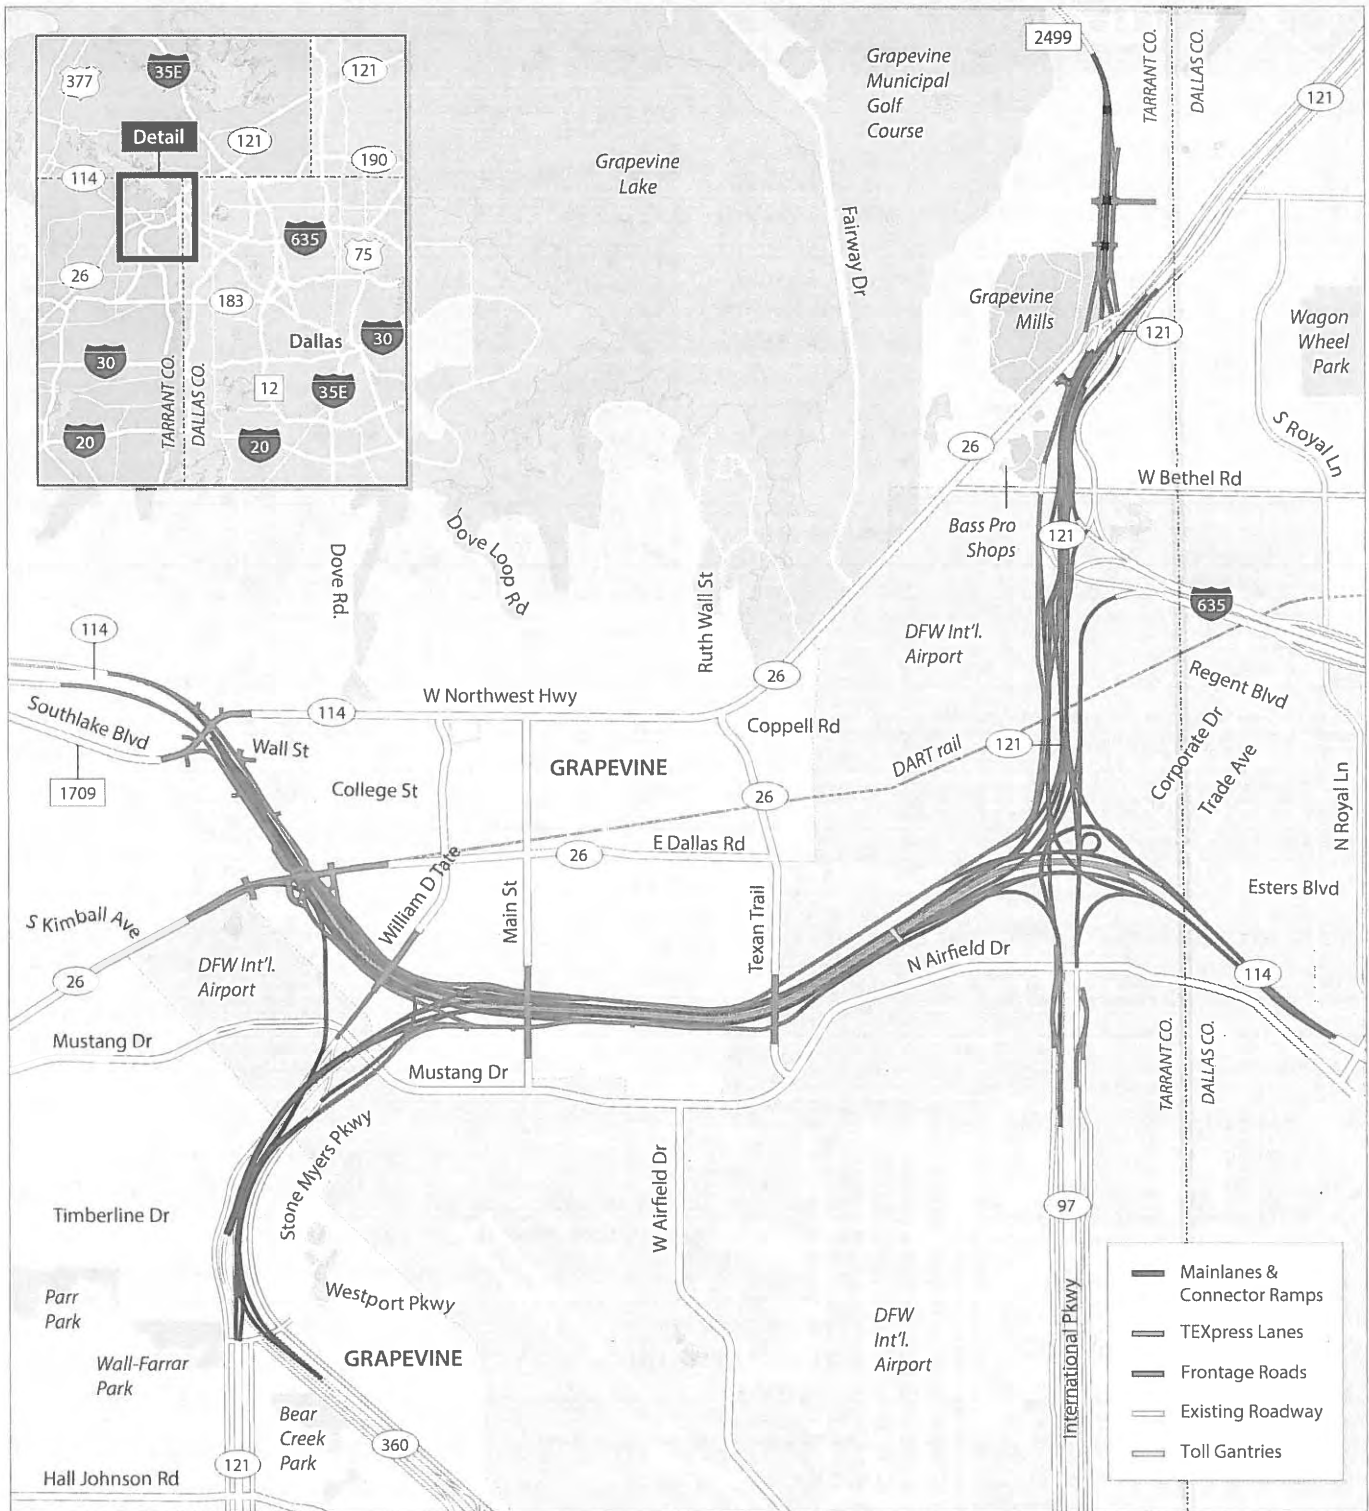 377
35E
121
Detail
121
190
114
635
75
26
183
Dallas
30
30
12
35E
TARRANT CO.
DALLAS CO.
20
20
2499
Grapevine
Municipal
Golf
Course
TARRANT CO.
DALLAS CO.
121
Grapevine
Lake
Fairway Dr
Grapevine
Mills
121
Wagon
Wheel
Park
26
S Royal Ln
W Bethel Rd
Bass Pro
Shops
121
Dove Rd.
Dove Loop Rd
Ruth Wall St
635
DFW Int'l.
Airport
114
26
Regent Blvd
W Northwest Hwy
114
Southlake Blvd
Wall St
Coppell Rd
Corporate Dr
Trade Ave
121
DART rail
GRAPEVINE
1709
College St
26
N Royal Ln
E Dallas Rd
26
William D Tate
Main St
Texan Trail
Esters Blvd
S Kimball Ave
DFW Int'l.
Airport
N Airfield Dr
26
114
Mustang Dr
Mustang Dr
TARRANT CO.
DALLAS CO.
Stone Myers Pkwy
W Airfield Dr
Timberline Dr
97
Parr
Park
Westport Pkwy
International Pkwy
DFW
Int'l.
Airport
Wall-Farrar
Park
GRAPEVINE
Bear
Creek
Park
360
121
Hall Johnson Rd
Mainlanes &
Connector Ramps
TEXpress Lanes
Frontage Roads
Existing Roadway
Toll Gantries